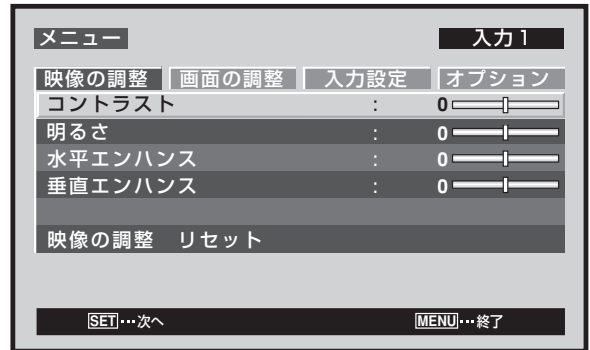 メニュー 入力1
映像の調整 画面の調整 入力設定 オプション
コントラスト : 0
明るさ : 0
水平エンハンス : 0
垂直エンハンス : 0
映像の調整 リセット
SET…次へ MENU…終了